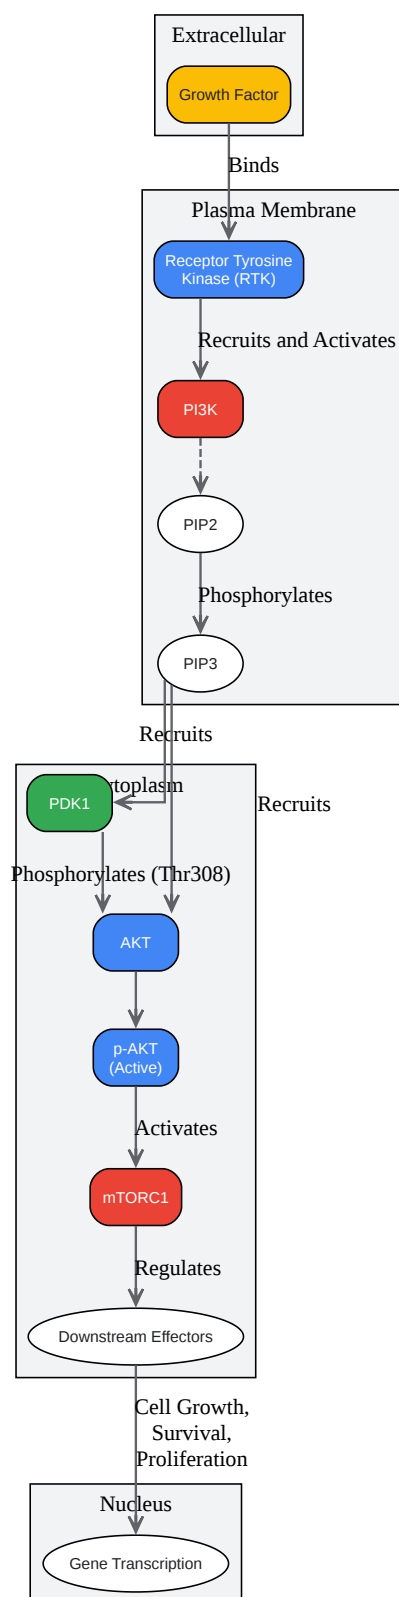 Extracellular
Growth Factor
Binds
Plasma Membrane
Receptor Tyrosine
Kinase (RTK)
Recruits and Activates
PI3K
PIP2
Phosphorylates
PIP3
Recruits
ytoplasm
PDK1
Recruits
Phosphorylates (Thr308)
AKT
p-AKT
(Active)
Activates
mTORC1
Regulates
Downstream Effectors
Cell Growth,
Survival,
Proliferation
Nucleus
Gene Transcription